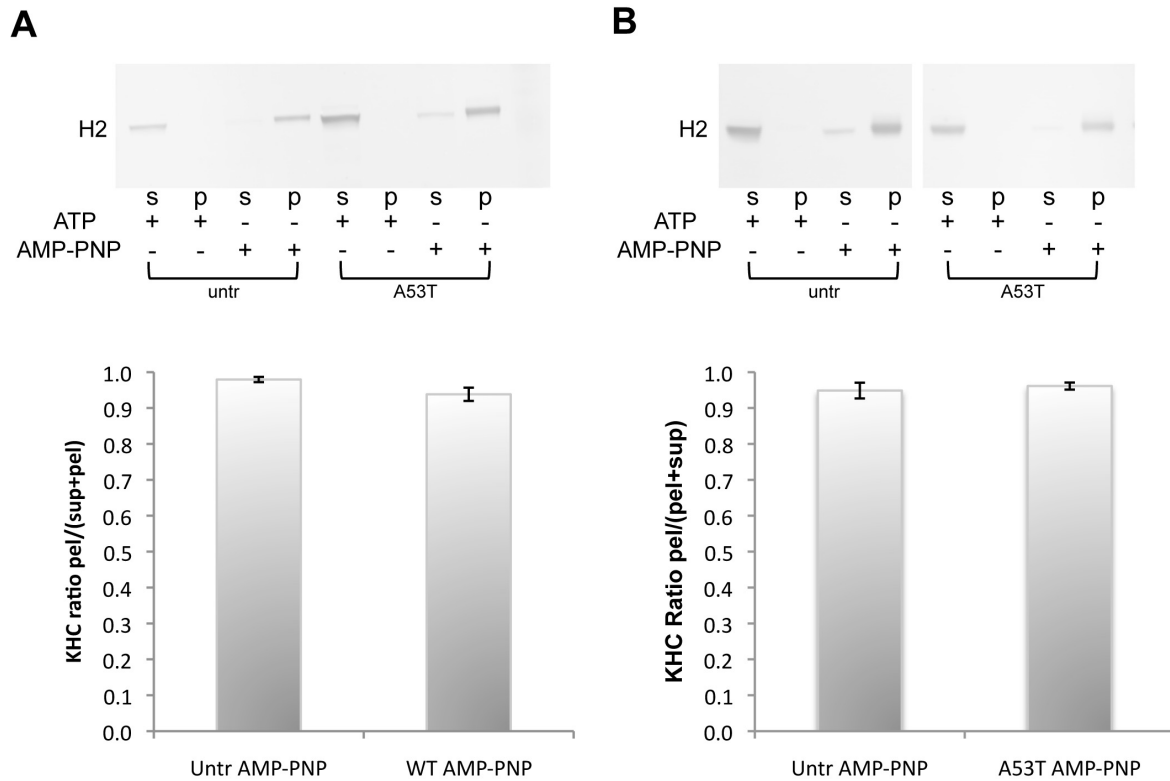 A
H2
s p s p s p s p
ATP + + - - + + - -
AMP-PNP - - + + - - + +
untr A53T
KHC ratio pel/(sup+pel)
1.0
0.9
0.8
0.7
0.6
0.5
0.4
0.3
0.2
0.1
0.0
Untr AMP-PNP WT AMP-PNP
B
H2
s p s p s p s p
ATP + + - - + + - -
AMP-PNP - - + + - - + +
untr A53T
KHC Ratio pel/(pel+sup)
1.0
0.9
0.8
0.7
0.6
0.5
0.4
0.3
0.2
0.1
0.0
Untr AMP-PNP A53T AMP-PNP